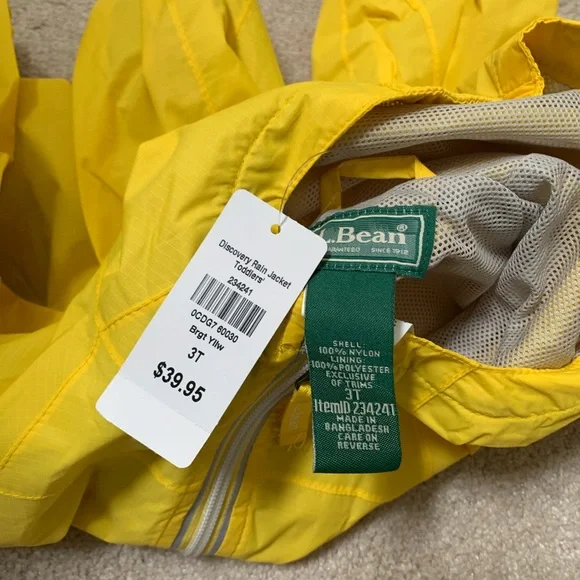 Discovery Rain Jacket
Toddlers'
234241
0CDG7 60030
Brgt Yllw
3T
$39.95
L.Bean®
SINCE 1912
SHELL
100% NYLON
LINING
100% POLYESTER
EXCLUSIVE
OF TRIMS
3T
ItemID 234241
MADE IN
BANGLADESH
CARE ON
REVERSE